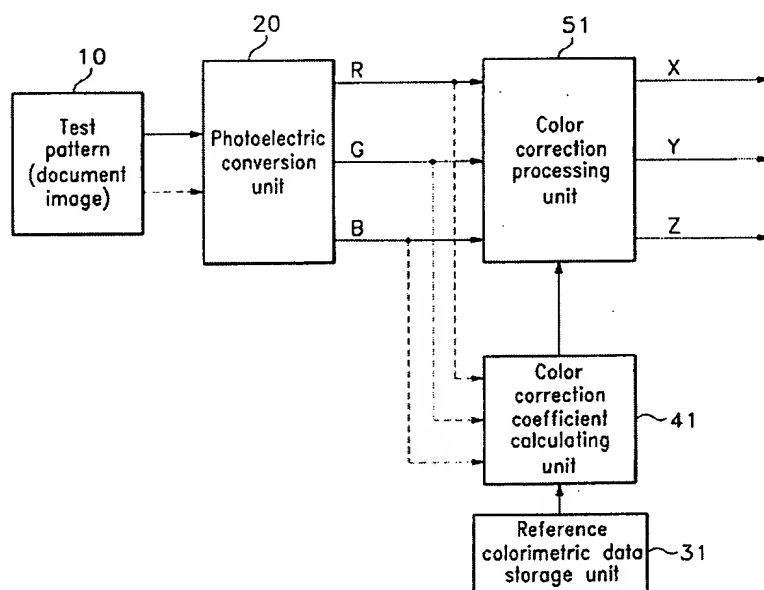 10
Test
pattern
(document
image)
20
Photoelectric
conversion
unit
R
G
B
51
Color
correction
processing
unit
X
Y
Z
Color
correction
coefficient
calculating
unit
41
Reference
colorimetric data
storage unit
31